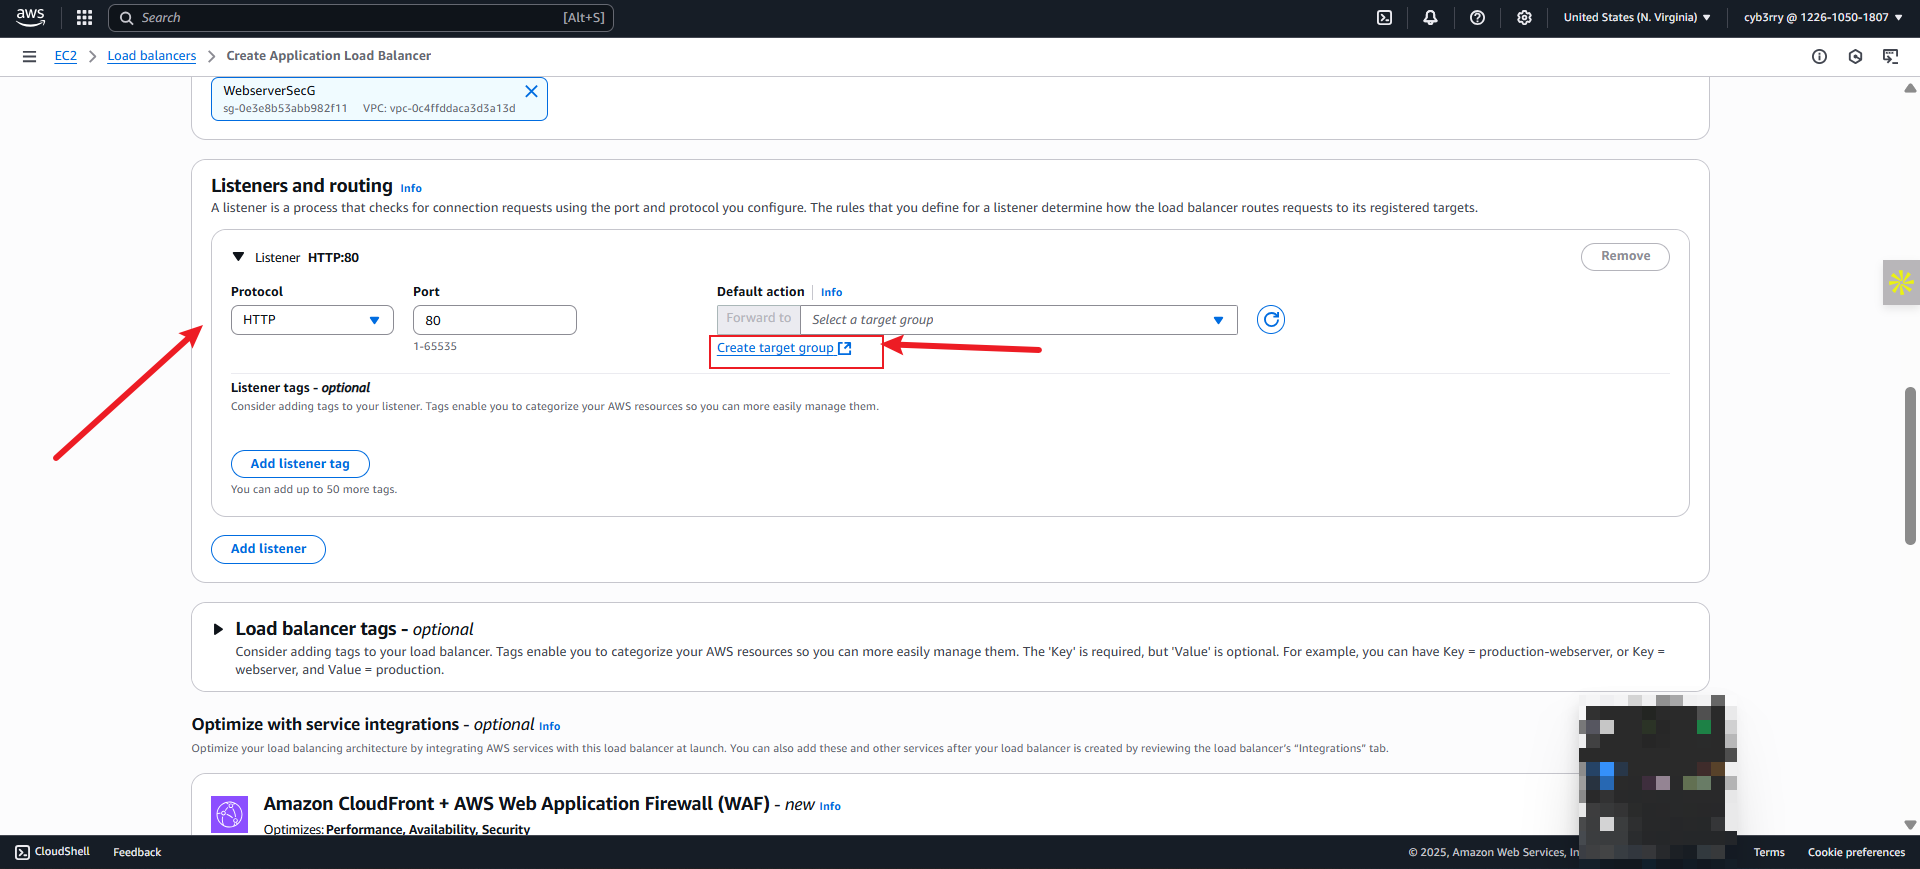 aws
Search [Alt+S]
United States (N. Virginia)
cyb3rry @ 1226-1050-1807
EC2 Load balancers Create Application Load Balancer
WebserverSecG
sg-0e3e8b53abb982f11 VPC: vpc-0c4ffddaca3d3a13d
Listeners and routing Info
A listener is a process that checks for connection requests using the port and protocol you configure. The rules that you define for a listener determine how the load balancer routes requests to its registered targets.
Listener HTTP:80
Remove
Protocol Port Default action Info
HTTP 80 Forward to Select a target group
1-65535 Create target group
Listener tags - optional
Consider adding tags to your listener. Tags enable you to categorize your AWS resources so you can more easily manage them.
Add listener tag
You can add up to 50 more tags.
Add listener
Load balancer tags - optional
Consider adding tags to your load balancer. Tags enable you to categorize your AWS resources so you can more easily manage them. The 'Key' is required, but 'Value' is optional. For example, you can have Key = production-webserver, or Key =
webserver, and Value = production.
Optimize with service integrations - optional Info
Optimize your load balancing architecture by integrating AWS services with this load balancer at launch. You can also add these and other services after your load balancer is created by reviewing the load balancer's “Integrations” tab.
Amazon CloudFront + AWS Web Application Firewall (WAF) - new Info
Optimizes: Performance, Availability, Security
CloudShell Feedback © 2025, Amazon Web Services, Terms Cookie preferences